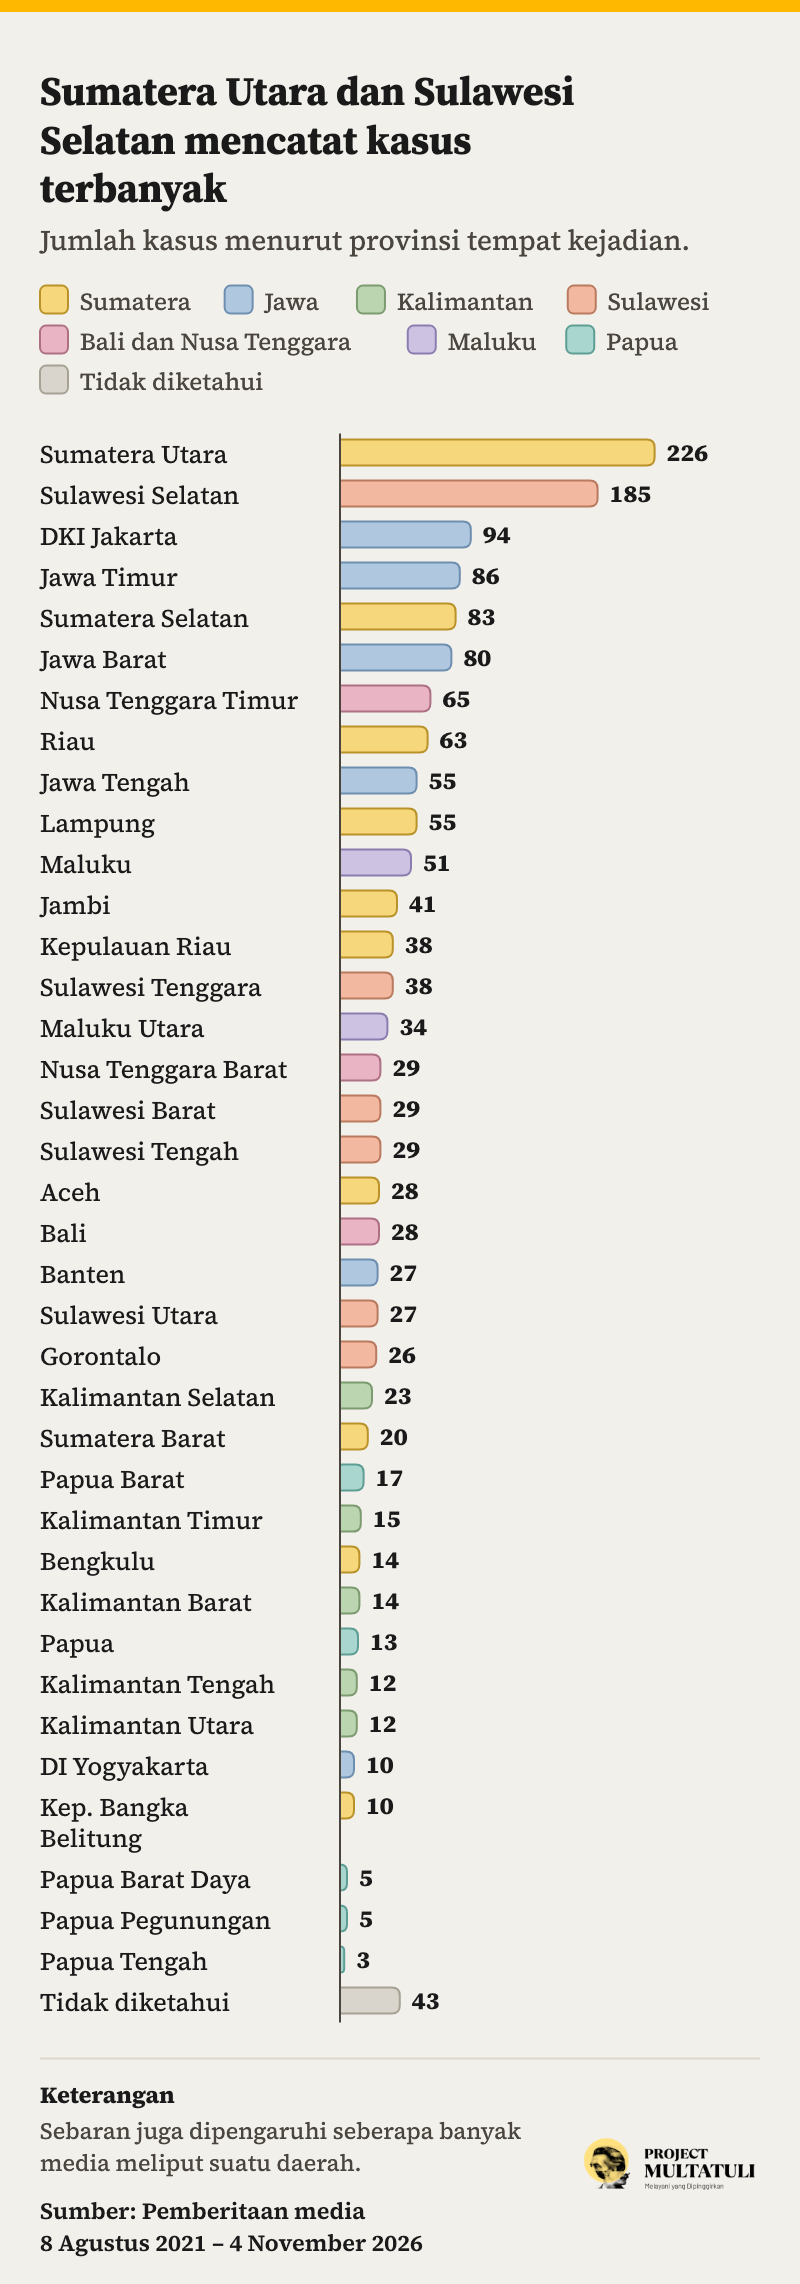 Sumatera Utara dan Sulawesi
Selatan mencatat kasus
terbanyak
Jumlah kasus menurut provinsi tempat kejadian.
Sumatera Jawa Kalimantan Sulawesi
Bali dan Nusa Tenggara Maluku Papua
Tidak diketahui
Sumatera Utara 226
Sulawesi Selatan 185
DKI Jakarta 94
Jawa Timur 86
Sumatera Selatan 83
Jawa Barat 80
Nusa Tenggara Timur 65
Riau 63
Jawa Tengah 55
Lampung 55
Maluku 51
Jambi 41
Kepulauan Riau 38
Sulawesi Tenggara 38
Maluku Utara 34
Nusa Tenggara Barat 29
Sulawesi Barat 29
Sulawesi Tengah 29
Aceh 28
Bali 28
Banten 27
Sulawesi Utara 27
Gorontalo 26
Kalimantan Selatan 23
Sumatera Barat 20
Papua Barat 17
Kalimantan Timur 15
Bengkulu 14
Kalimantan Barat 14
Papua 13
Kalimantan Tengah 12
Kalimantan Utara 12
DI Yogyakarta 10
Kep. Bangka 10
Belitung
Papua Barat Daya 5
Papua Pegunungan 5
Papua Tengah 3
Tidak diketahui 43
Keterangan
Sebaran juga dipengaruhi seberapa banyak
media meliput suatu daerah.
Sumber: Pemberitaan media
8 Agustus 2021 – 4 November 2026
PROJECT
MULTATULI
Melayani yang Dipinggirkan